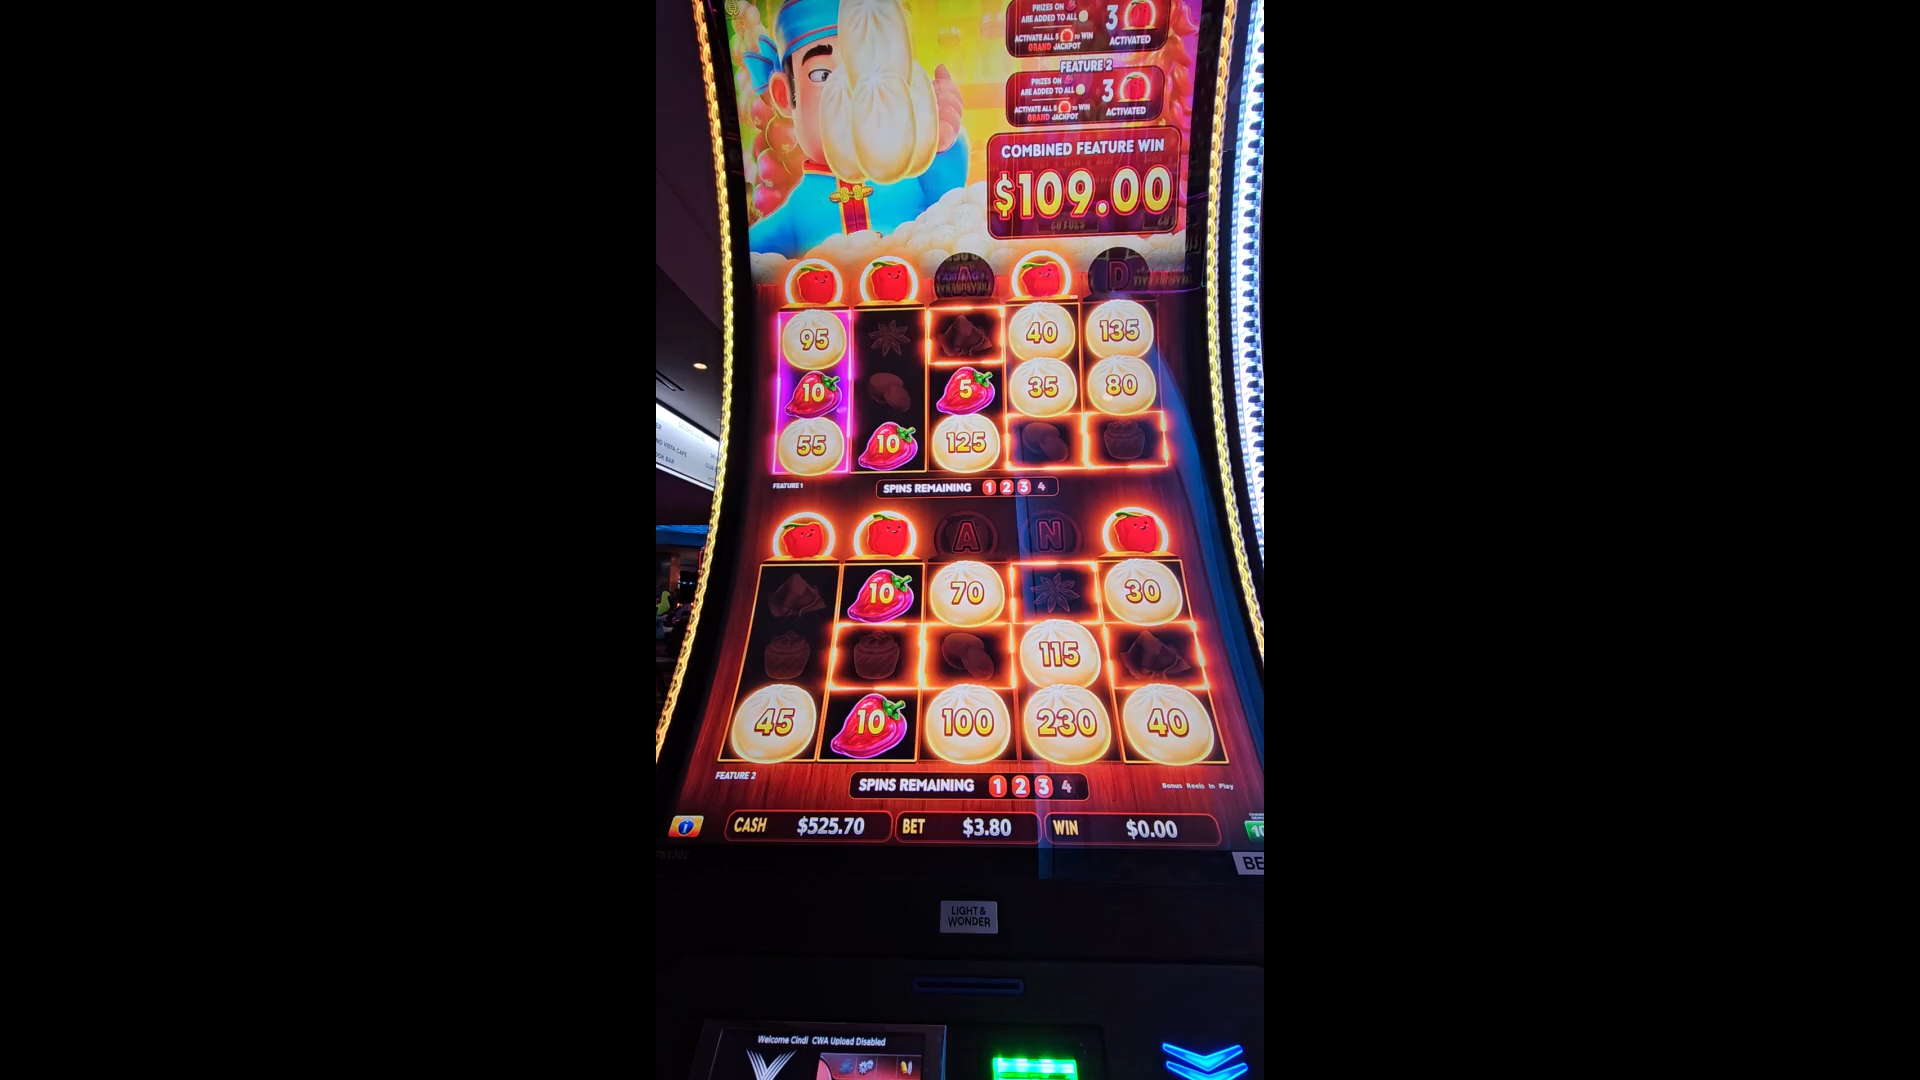 PRIZES ON
ARE ADDED TO ALL
3
ACTIVATE ALL 5 TO WIN
GRAND JACKPOT
ACTIVATED
FEATURE 2
PRIZES ON
ARE ADDED TO ALL
3
ACTIVATE ALL 5 TO WIN
GRAND JACKPOT
ACTIVATED
COMBINED FEATURE WIN
$109.00
A D
95 40 135
10 5 35 80
55 10 125
FEATURE 1
SPINS REMAINING 1 2 3 4
A N
10 70 30
115
45 10 100 230 40
FEATURE 2
SPINS REMAINING 1 2 3 4
Bonus Reels In Play
CASH $525.70 BET $3.80 WIN $0.00
BE
LIGHT &
WONDER
Welcome Cindi CWA Upload Disabled